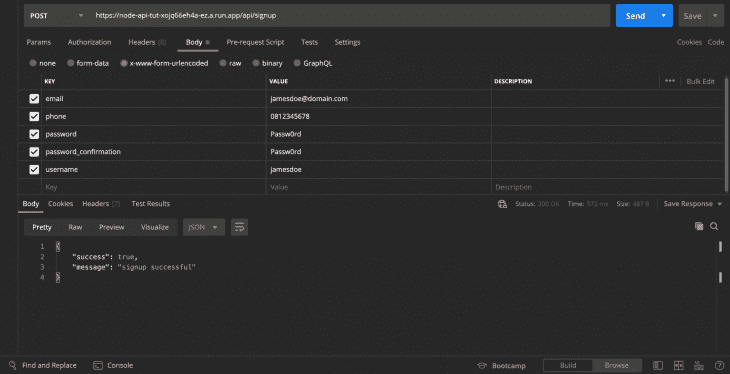 POST https://node-api-tut-xojq66eh4a-ez.a.run.app/api/signup Send Save
Params Authorization Headers (8) Body Pre-request Script Tests Settings Cookies Code
none form-data x-www-form-urlencoded raw binary GraphQL
KEY VALUE DESCRIPTION ••• Bulk Edit
email jamesdoe@domain.com
phone 0812345678
password Passw0rd
password_confirmation Passw0rd
username jamesdoe
Key Value Description
Body Cookies Headers (7) Test Results Status: 200 OK Time: 572 ms Size: 487 B Save Response
Pretty Raw Preview Visualize JSON
1 {
2 "success": true,
3 "message": "signup successful"
4 }
Find and Replace Console Bootcamp Build Browse